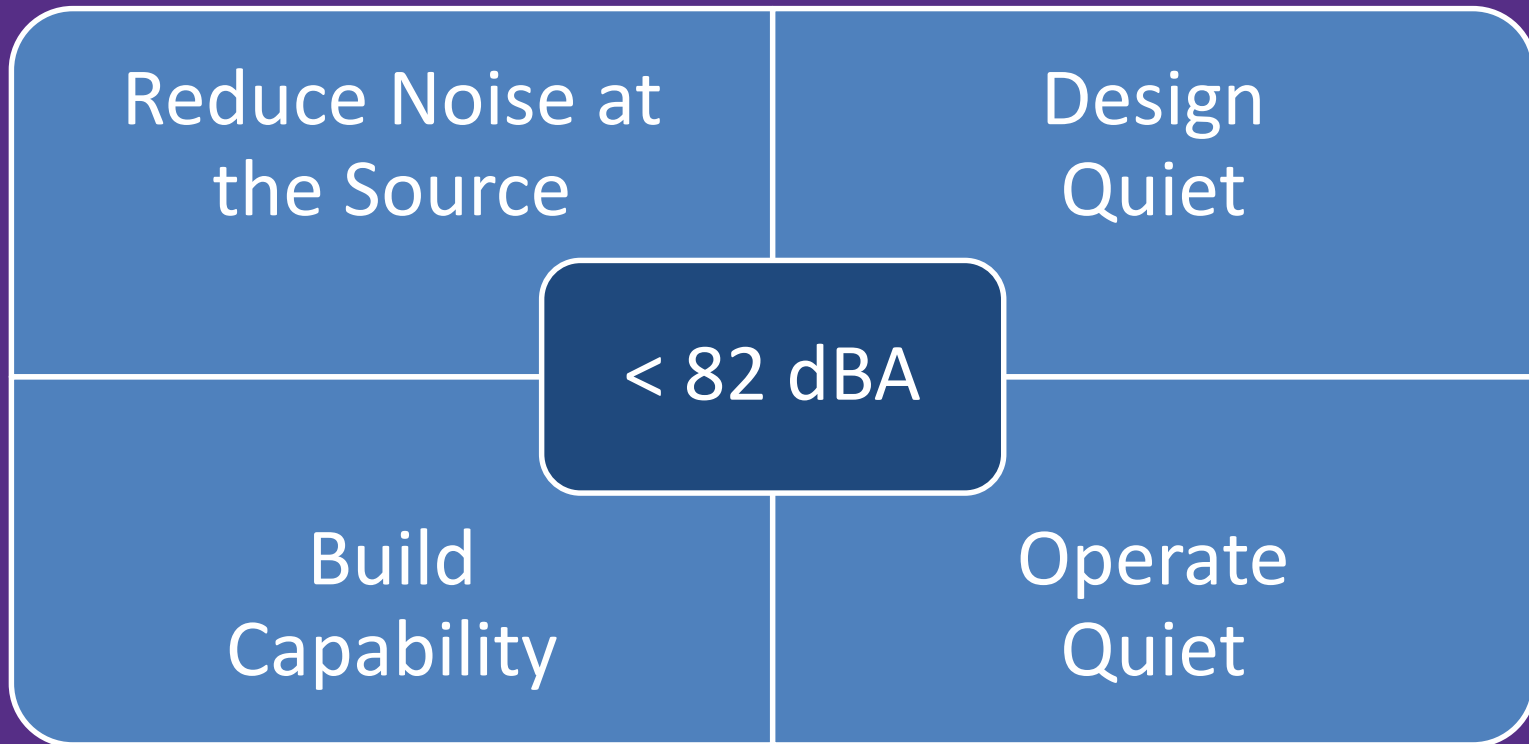 Reduce Noise at
the Source
Design
Quiet
< 82 dBA
Build
Capability
Operate
Quiet